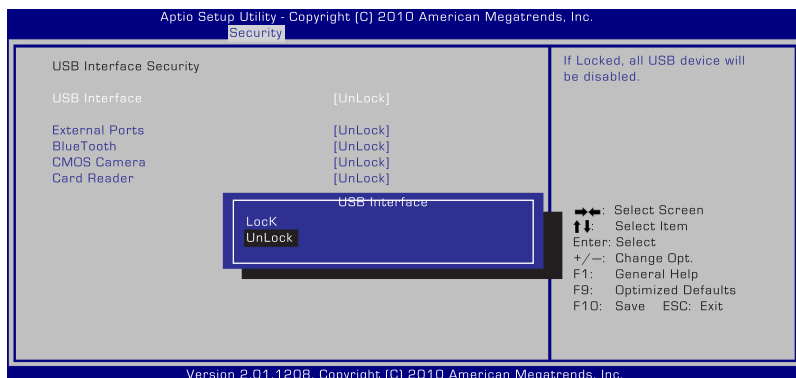 Aptio Setup Utility - Copyright (C) 2010 American Megatrends, Inc.
Security
USB Interface Security
USB Interface [UnLock]
External Ports [UnLock]
BlueTooth [UnLock]
CMOS Camera [UnLock]
Card Reader [UnLock]
USB Interface
LocK
UnLock
If Locked, all USB device will
be disabled.
→←: Select Screen
↑↓: Select Item
Enter: Select
+/—: Change Opt.
F1: General Help
F9: Optimized Defaults
F10: Save ESC: Exit
Version 2.01.1208. Copyright (C) 2010 American Megatrends, Inc.